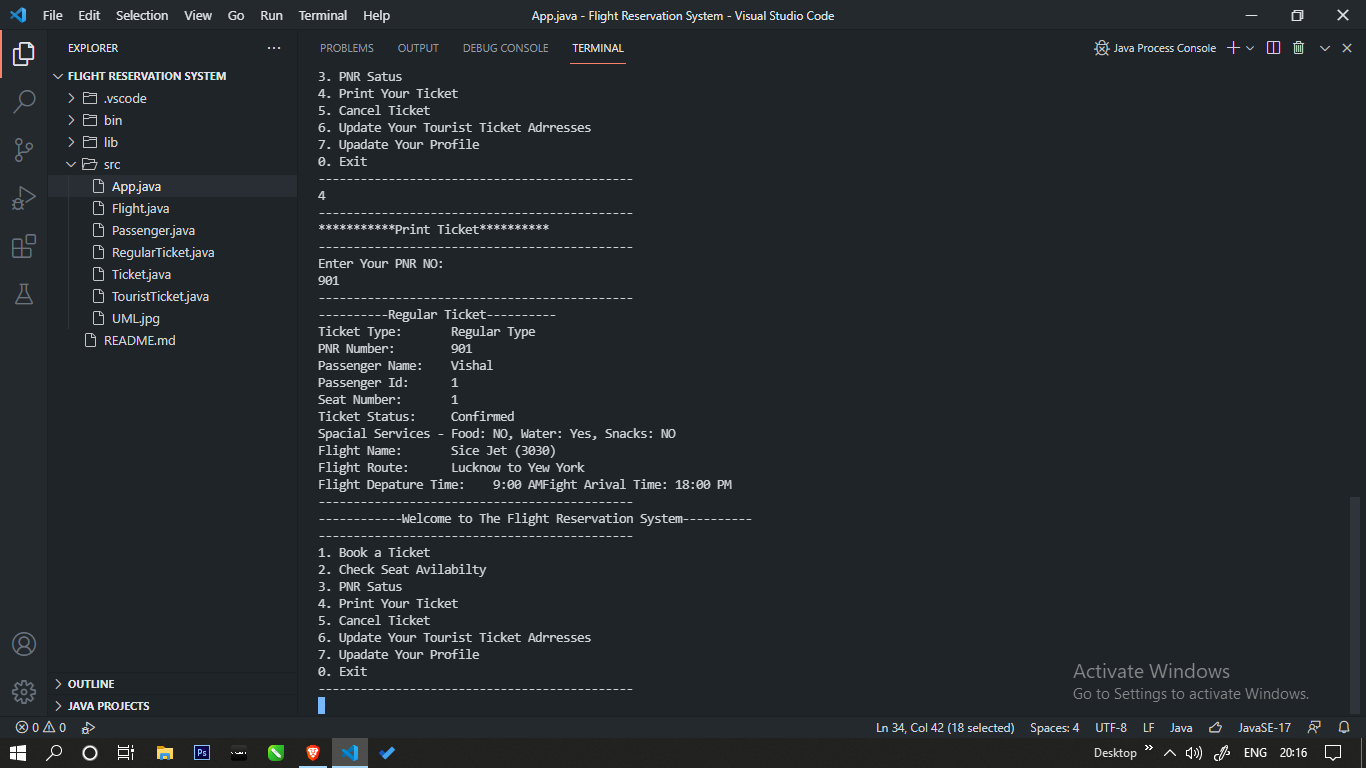 File Edit Selection View Go Run Terminal Help
App.java - Flight Reservation System - Visual Studio Code
EXPLORER
FLIGHT RESERVATION SYSTEM
.vscode
bin
lib
src
App.java
Flight.java
Passenger.java
RegularTicket.java
Ticket.java
TouristTicket.java
UML.jpg
README.md
OUTLINE
JAVA PROJECTS
PROBLEMS OUTPUT DEBUG CONSOLE TERMINAL
Java Process Console
3. PNR Satus
4. Print Your Ticket
5. Cancel Ticket
6. Update Your Tourist Ticket Adrresses
7. Upadate Your Profile
0. Exit
---------------------------------------------
4
---------------------------------------------
***********Print Ticket**********
---------------------------------------------
Enter Your PNR NO:
901
---------------------------------------------
----------Regular Ticket----------
Ticket Type: Regular Type
PNR Number: 901
Passenger Name: Vishal
Passenger Id: 1
Seat Number: 1
Ticket Status: Confirmed
Spacial Services - Food: NO, Water: Yes, Snacks: NO
Flight Name: Sice Jet (3030)
Flight Route: Lucknow to Yew York
Flight Depature Time: 9:00 AMFight Arival Time: 18:00 PM
---------------------------------------------
------------Welcome to The Flight Reservation System----------
---------------------------------------------
1. Book a Ticket
2. Check Seat Avilabilty
3. PNR Satus
4. Print Your Ticket
5. Cancel Ticket
6. Update Your Tourist Ticket Adrresses
7. Upadate Your Profile
0. Exit
---------------------------------------------
Activate Windows
Go to Settings to activate Windows.
0 0
Ln 34, Col 42 (18 selected) Spaces: 4 UTF-8 LF Java JavaSE-17
Ps
Desktop » ENG 20:16